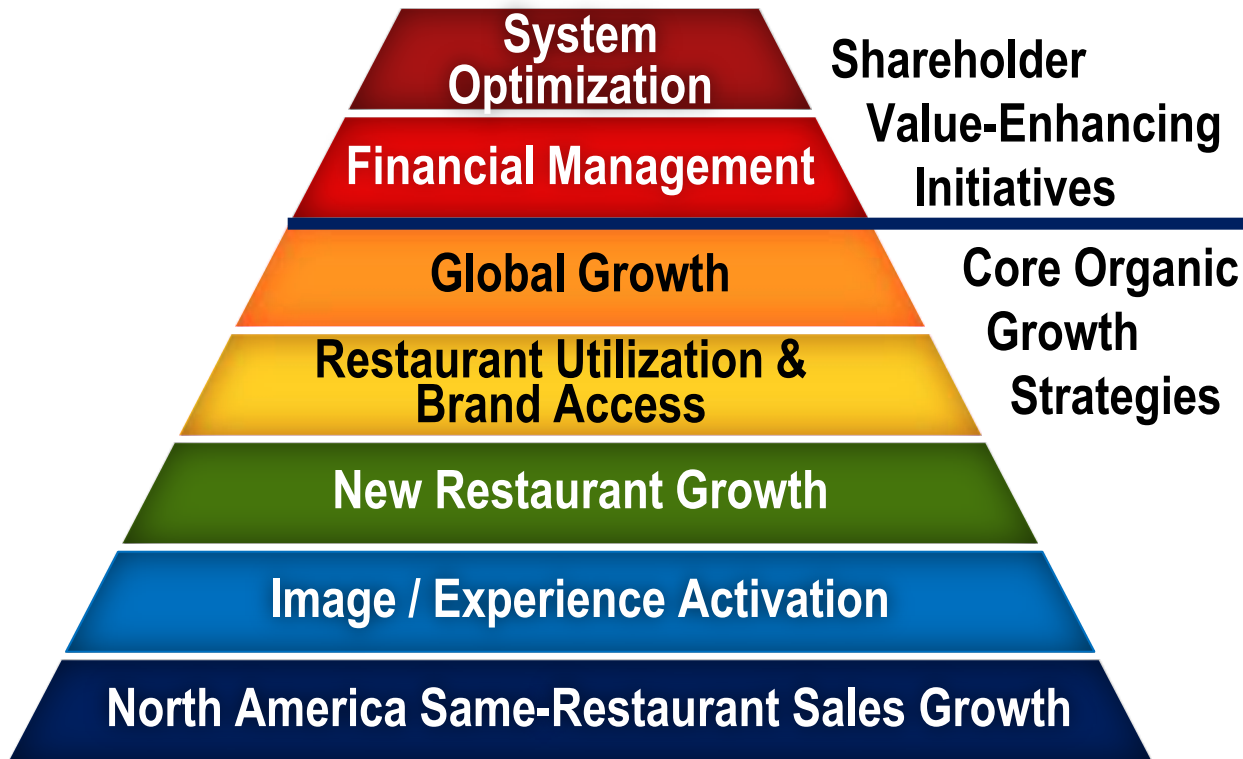 System
Optimization
Shareholder
Value-Enhancing
Initiatives
Financial Management
Global Growth
Core Organic
Growth
Strategies
Restaurant Utilization &
Brand Access
New Restaurant Growth
Image / Experience Activation
North America Same-Restaurant Sales Growth